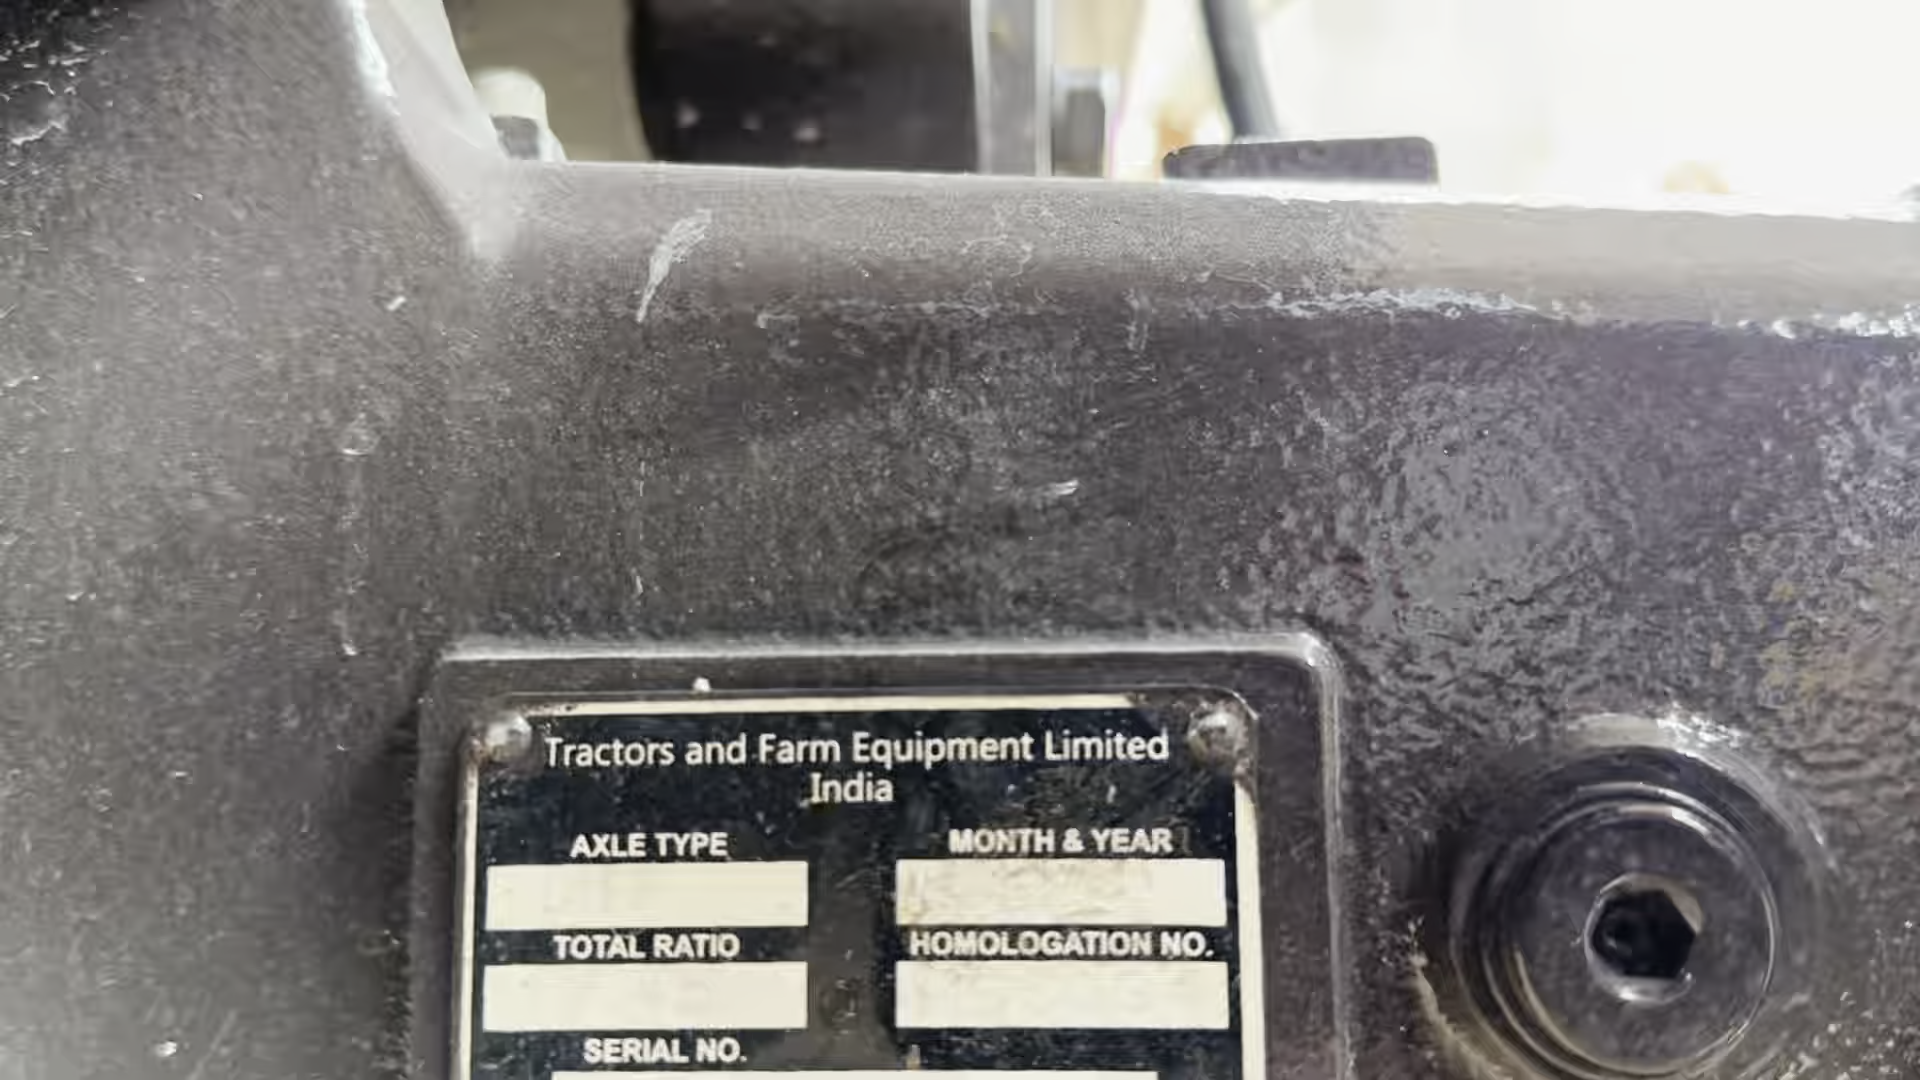 Tractors and Farm Equipment Limited
India
AXLE TYPE
MONTH & YEAR
TOTAL RATIO
HOMOLOGATION NO.
SERIAL NO.